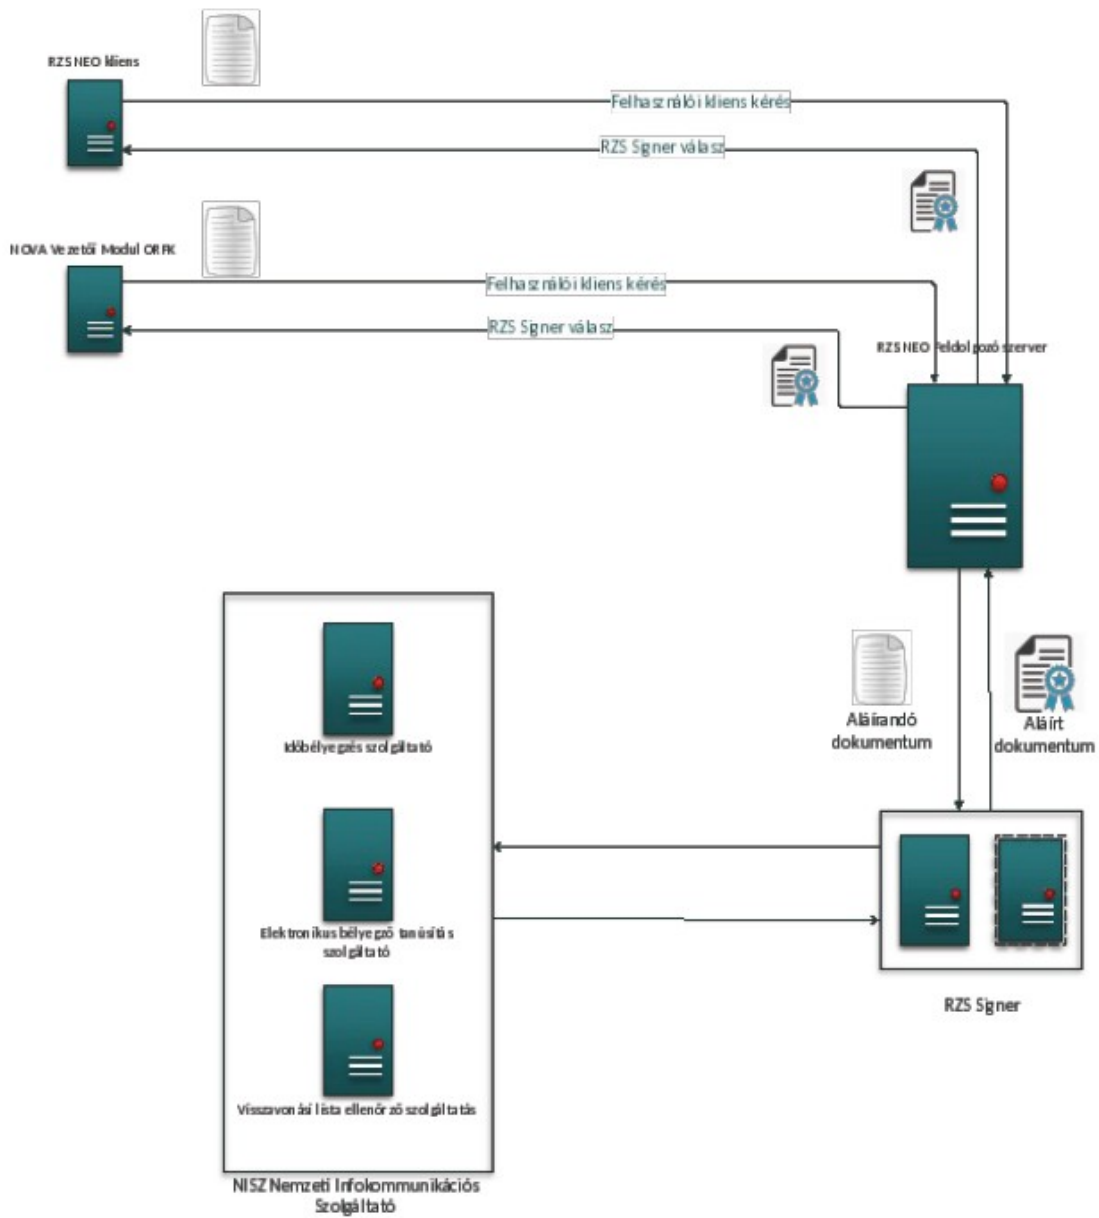 RZS NEO kliens
Felhasználói kliens kérés
RZS Signer válasz
NOVA Vezetői Modul ORFK
Felhasználói kliens kérés
RZS Signer válasz
RZS NEO Feldolgozó szerver
Időbélyegzés szolgáltató
Aláírandó
dokumentum
Aláírt
dokumentum
Elektronikus bélyegző tanúsítás
szolgáltató
RZS Signer
Visszavonási lista ellenőrző szolgáltatás
NISZ Nemzeti Infokommunikációs
Szolgáltató